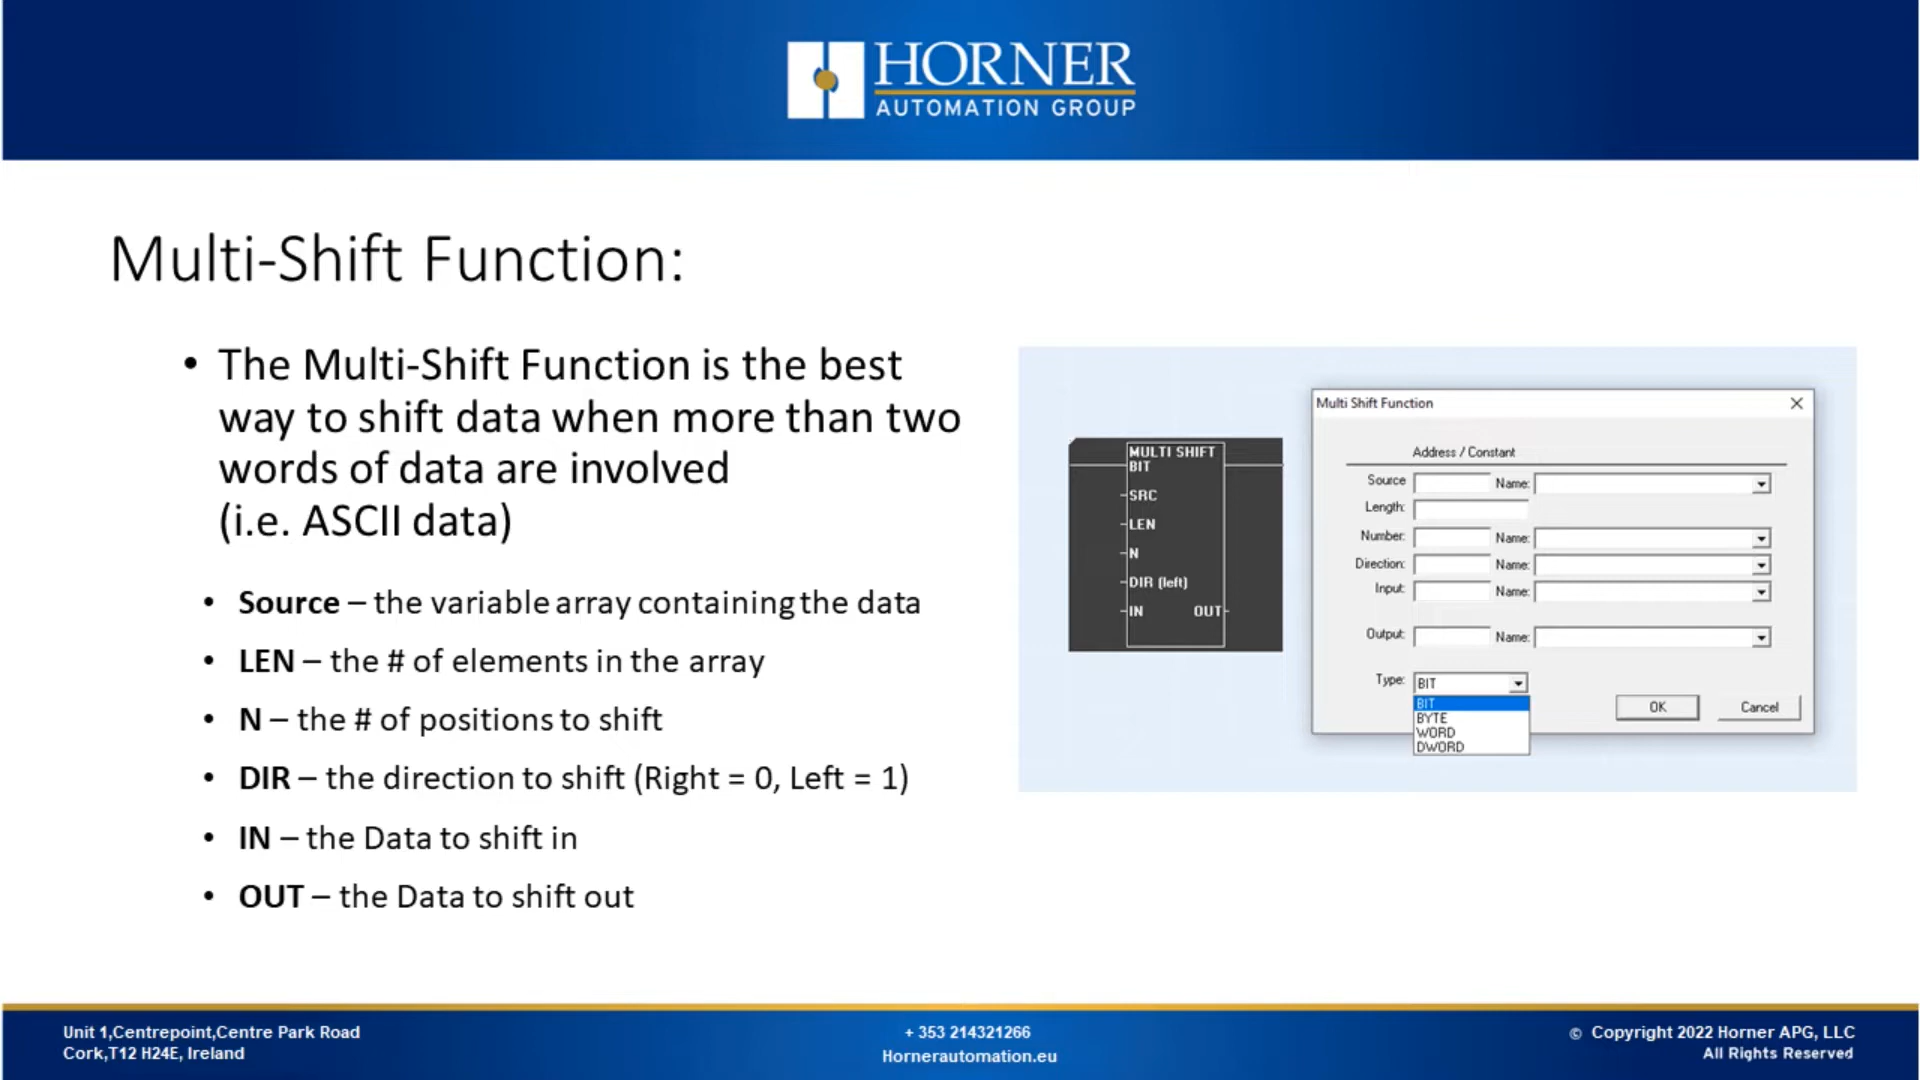 HORNER
AUTOMATION GROUP
Multi-Shift Function:
• The Multi-Shift Function is the best
way to shift data when more than two
words of data are involved
(i.e. ASCII data)
• Source – the variable array containing the data
• LEN – the # of elements in the array
• N – the # of positions to shift
• DIR – the direction to shift (Right = 0, Left = 1)
• IN – the Data to shift in
• OUT – the Data to shift out
MULTI SHIFT
BIT
SRC
LEN
N
DIR (left)
IN OUT
Multi Shift Function
Address / Constant
Source Name:
Length:
Number: Name:
Direction: Name:
Input: Name:
Output: Name:
Type: BIT
BIT
BYTE
WORD
DWORD
OK Cancel
Unit 1,Centrepoint,Centre Park Road
Cork,T12 H24E, Ireland
+ 353 214321266
Hornerautomation.eu
© Copyright 2022 Horner APG, LLC
All Rights Reserved